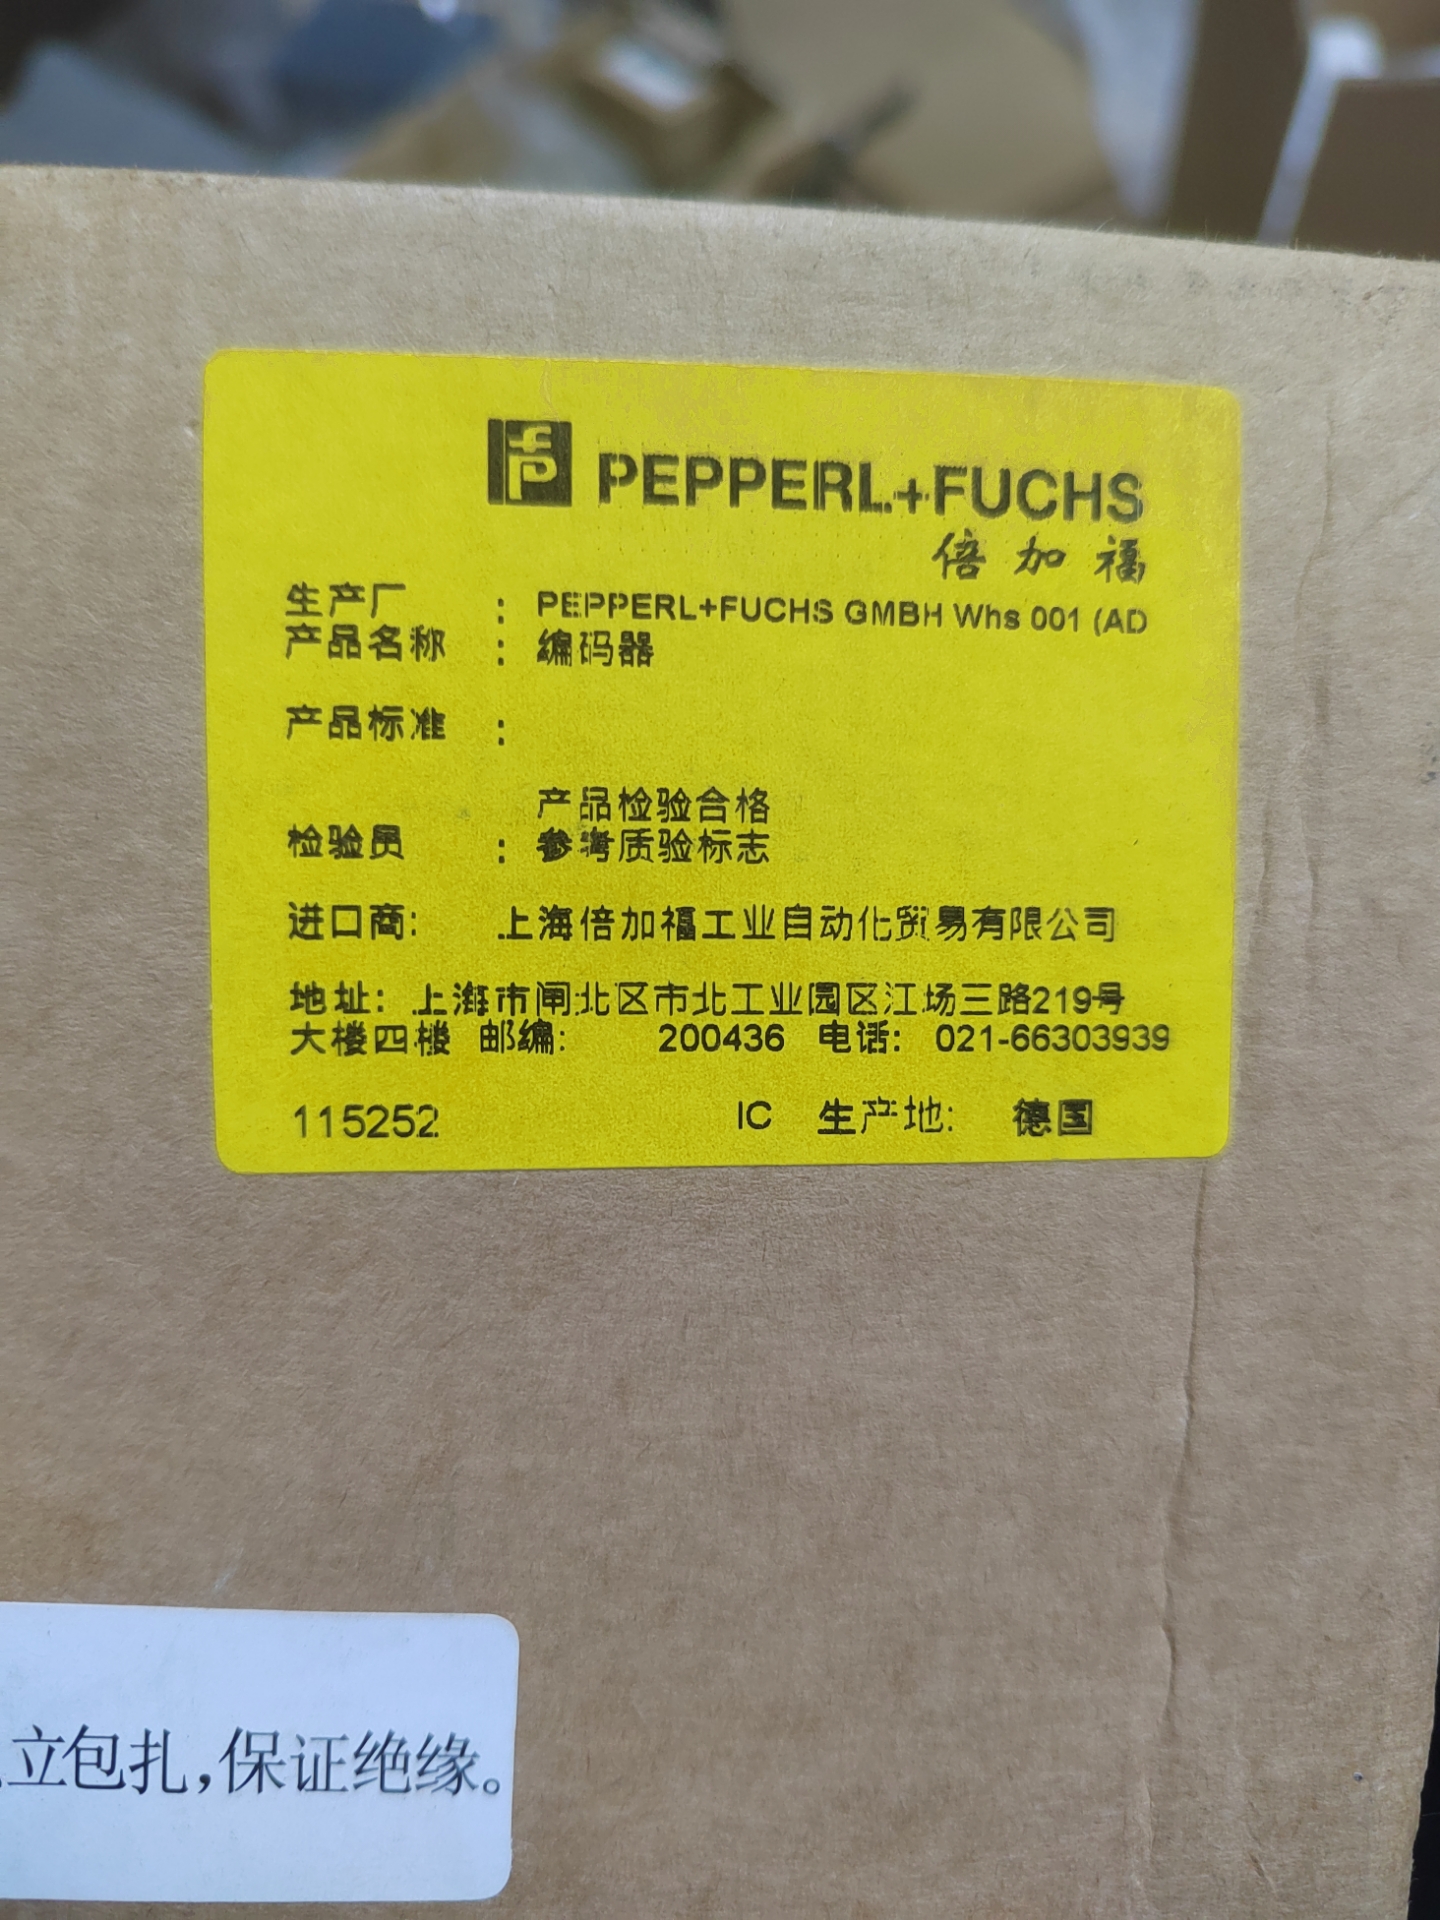 PEPPERL+FUCHS
倍加福
生产厂 : PEPPERL+FUCHS GMBH Whs 001 (AD
产品名称 : 编码器
产品标准 :
产品检验合格
检验员 : 参考质验标志
进口商: 上海倍加福工业自动化贸易有限公司
地址: 上海市闸北区市北工业园区江场三路219号
大楼四楼 邮编: 200436 电话: 021-66303939
115252 IC 生产地: 德国
立包扎,保证绝缘。